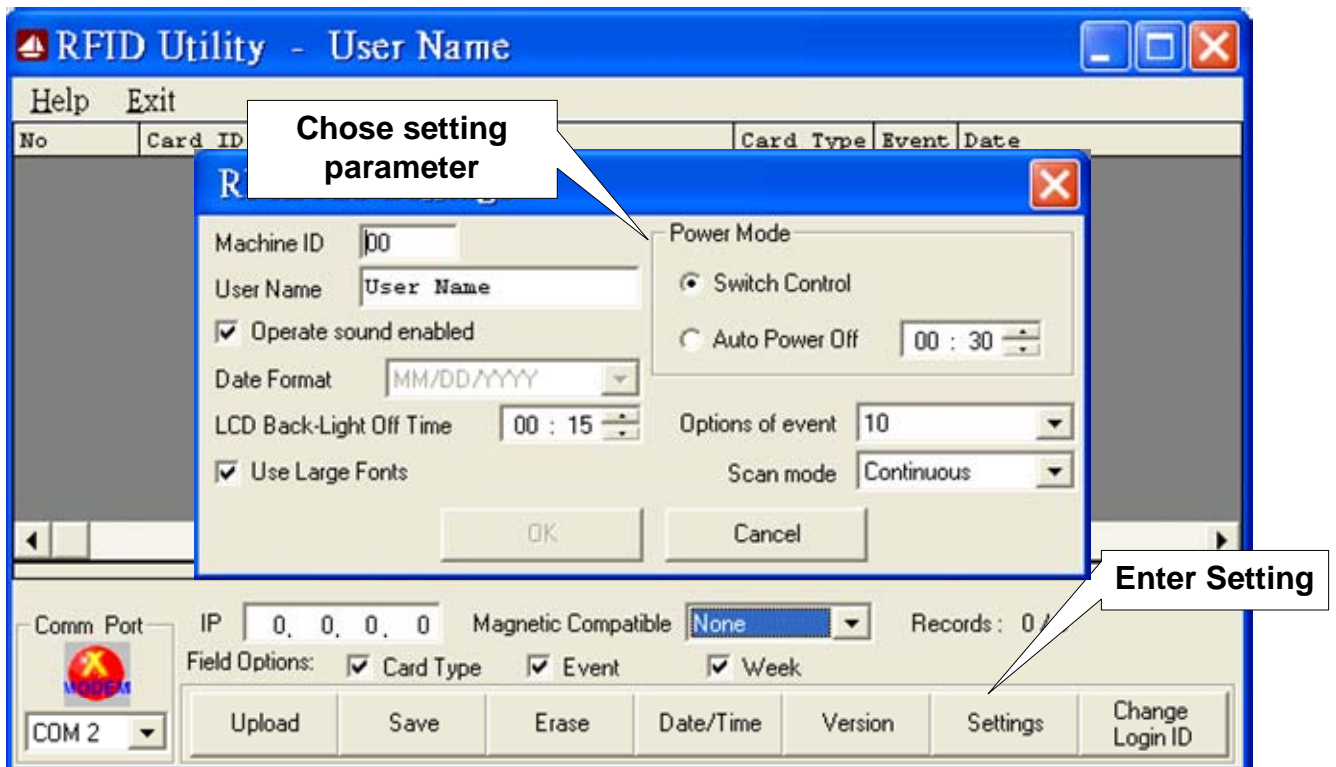 RFID Utility - User Name
Help Exit
Chose setting
parameter
No Card ID Card Type Event Date
Machine ID 00
User Name User Name
Operate sound enabled
Date Format MM/DD/YYYY
LCD Back-Light Off Time 00 : 15
Use Large Fonts
Power Mode
Switch Control
Auto Power Off 00 : 30
Options of event 10
Scan mode Continuous
OK Cancel
Enter Setting
Comm Port
MODEM
COM 2
IP 0. 0. 0. 0 Magnetic Compatible None Records : 0 /
Field Options: Card Type Event Week
Upload Save Erase Date/Time Version Settings Change
Login ID